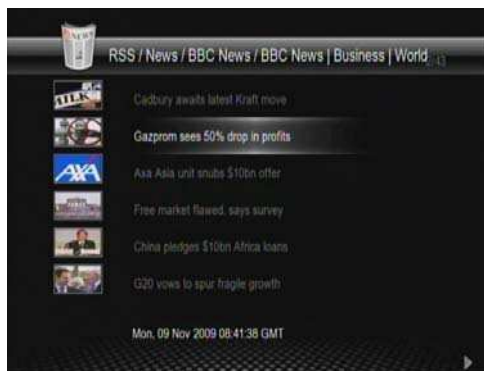 NEWS
RSS / News / BBC News / BBC News | Business | World
Cadbury awaits latest Kraft move
Gazprom sees 50% drop in profits
AXA
Axa Asia unit snubs $10bn offer
Free market flawed, says survey
China pledges $10bn Africa loans
G20 vows to spur fragile growth
Mon, 09 Nov 2009 08:41:38 GMT